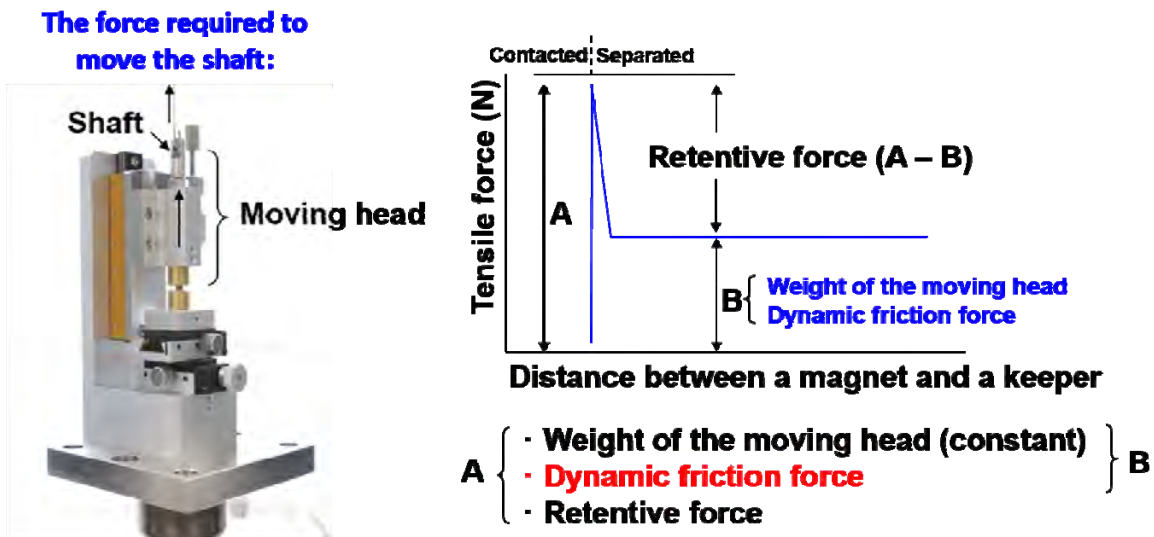 The force required to
move the shaft:
Shaft
Moving head
Contacted
Separated
Tensile force (N)
A
Retentive force (A – B)
B
Weight of the moving head
Dynamic friction force
Distance between a magnet and a keeper
A
· Weight of the moving head (constant)
· Dynamic friction force
· Retentive force
B